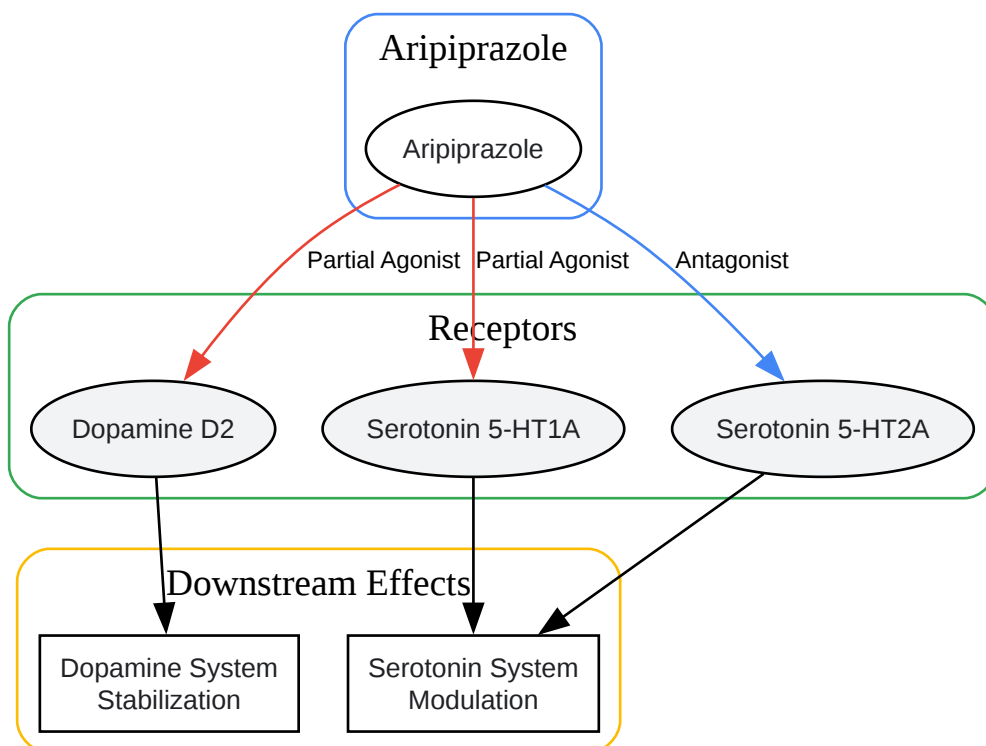 Aripiprazole
Aripiprazole
Partial Agonist
Partial Agonist
Antagonist
Receptors
Dopamine D2
Serotonin 5-HT1A
Serotonin 5-HT2A
Downstream Effects
Dopamine System
Stabilization
Serotonin System
Modulation